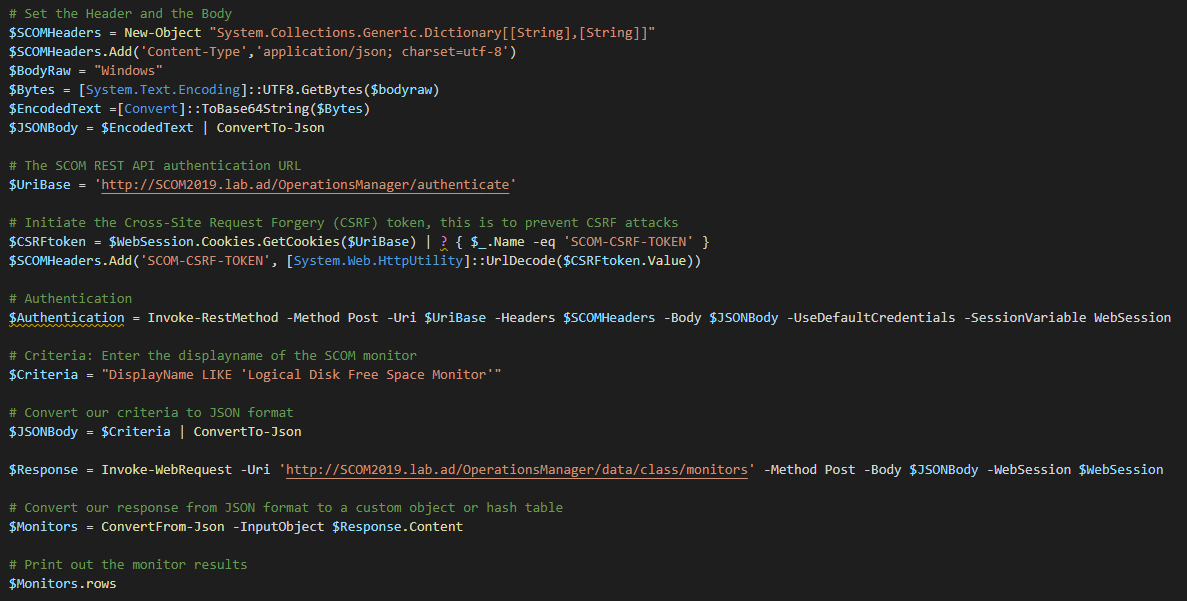 # Set the Header and the Body
$SCOMHeaders = New-Object "System.Collections.Generic.Dictionary[[String],[String]]"
$SCOMHeaders.Add('Content-Type','application/json; charset=utf-8')
$BodyRaw = "Windows"
$Bytes = [System.Text.Encoding]::UTF8.GetBytes($bodyraw)
$EncodedText =[Convert]::ToBase64String($Bytes)
$JSONBody = $EncodedText | ConvertTo-Json
# The SCOM REST API authentication URL
$UriBase = 'http://SCOM2019.lab.ad/OperationsManager/authenticate'
# Initiate the Cross-Site Request Forgery (CSRF) token, this is to prevent CSRF attacks
$CSRFtoken = $WebSession.Cookies.GetCookies($UriBase) | ? { $_.Name -eq 'SCOM-CSRF-TOKEN' }
$SCOMHeaders.Add('SCOM-CSRF-TOKEN', [System.Web.HttpUtility]::UrlDecode($CSRFtoken.Value))
# Authentication
$Authentication = Invoke-RestMethod -Method Post -Uri $UriBase -Headers $SCOMHeaders -Body $JSONBody -UseDefaultCredentials -SessionVariable WebSession
# Criteria: Enter the displayname of the SCOM monitor
$Criteria = "DisplayName LIKE 'Logical Disk Free Space Monitor'"
# Convert our criteria to JSON format
$JSONBody = $Criteria | ConvertTo-Json
$Response = Invoke-WebRequest -Uri 'http://SCOM2019.lab.ad/OperationsManager/data/class/monitors' -Method Post -Body $JSONBody -WebSession $WebSession
# Convert our response from JSON format to a custom object or hash table
$Monitors = ConvertFrom-Json -InputObject $Response.Content
# Print out the monitor results
$Monitors.rows